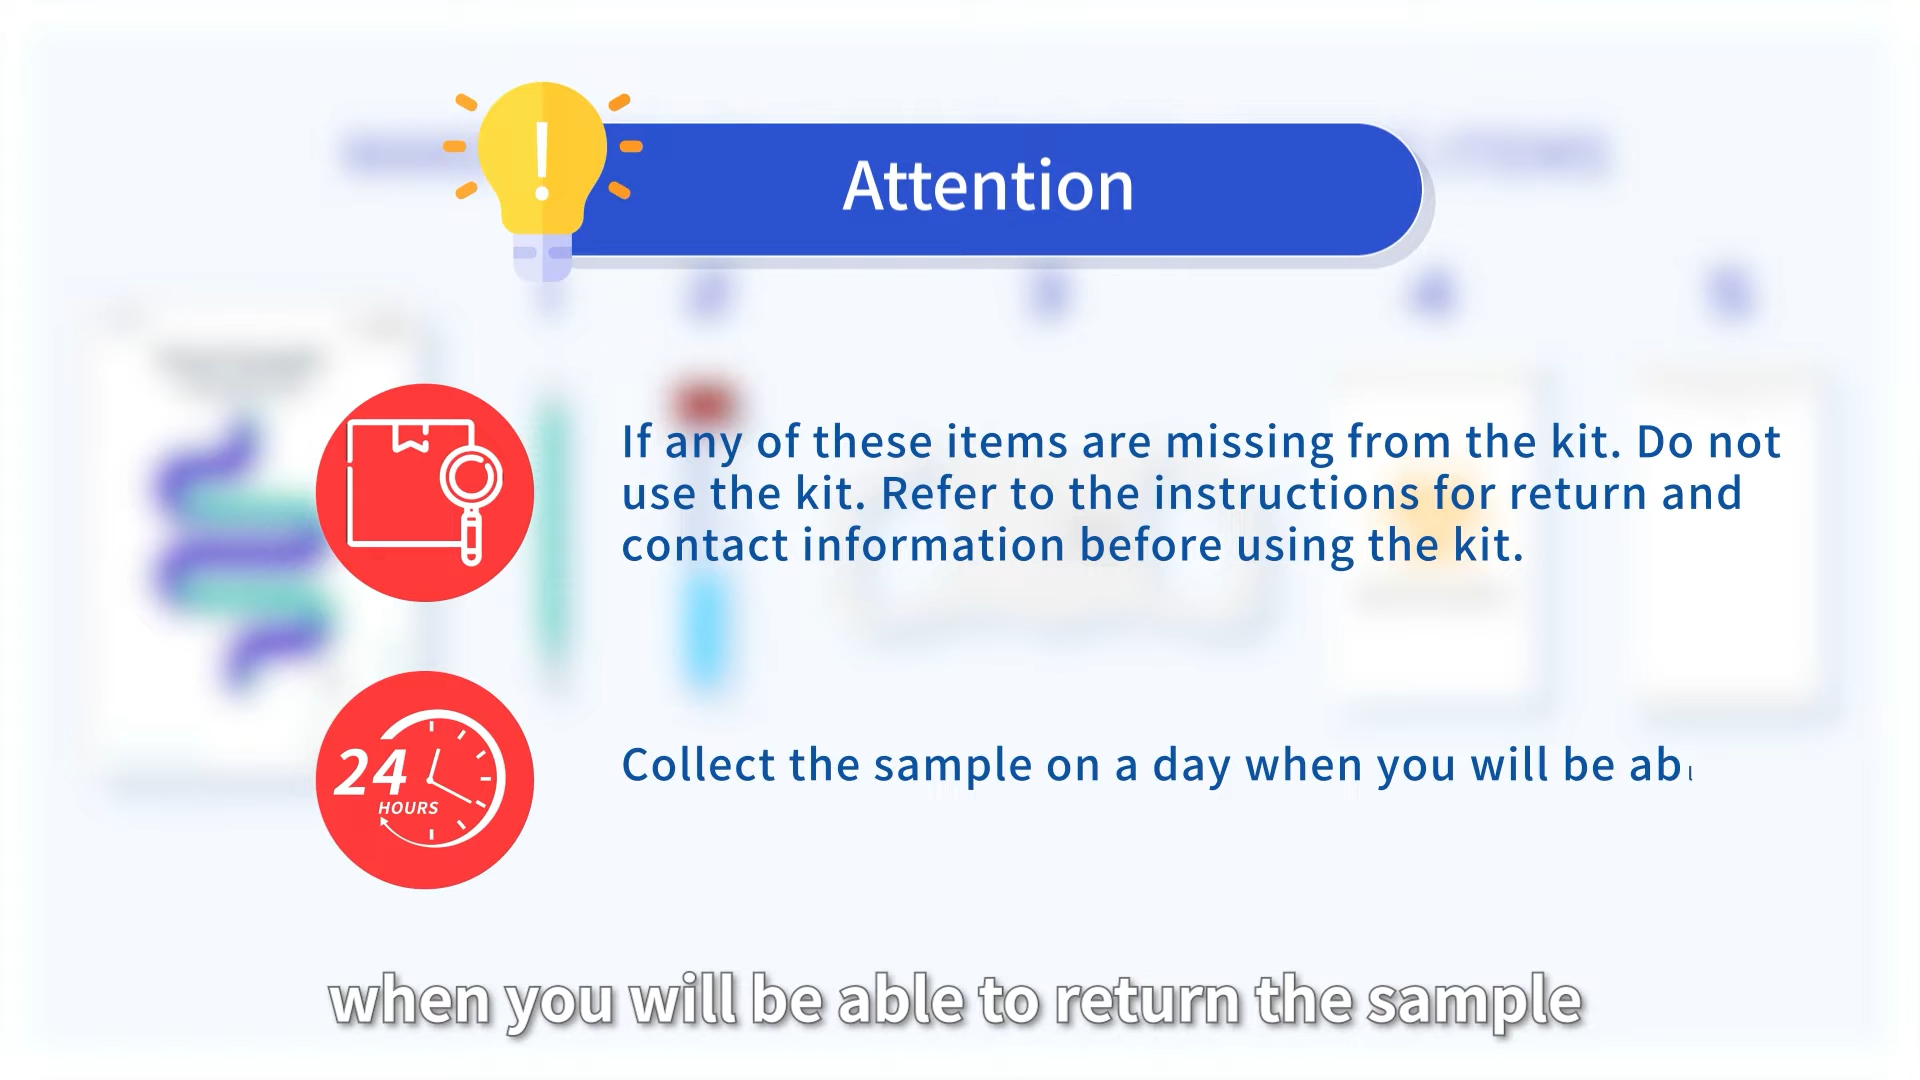 Attention
If any of these items are missing from the kit. Do not
use the kit. Refer to the instructions for return and
contact information before using the kit.
24
HOURS
Collect the sample on a day when you will be abl
when you will be able to return the sample